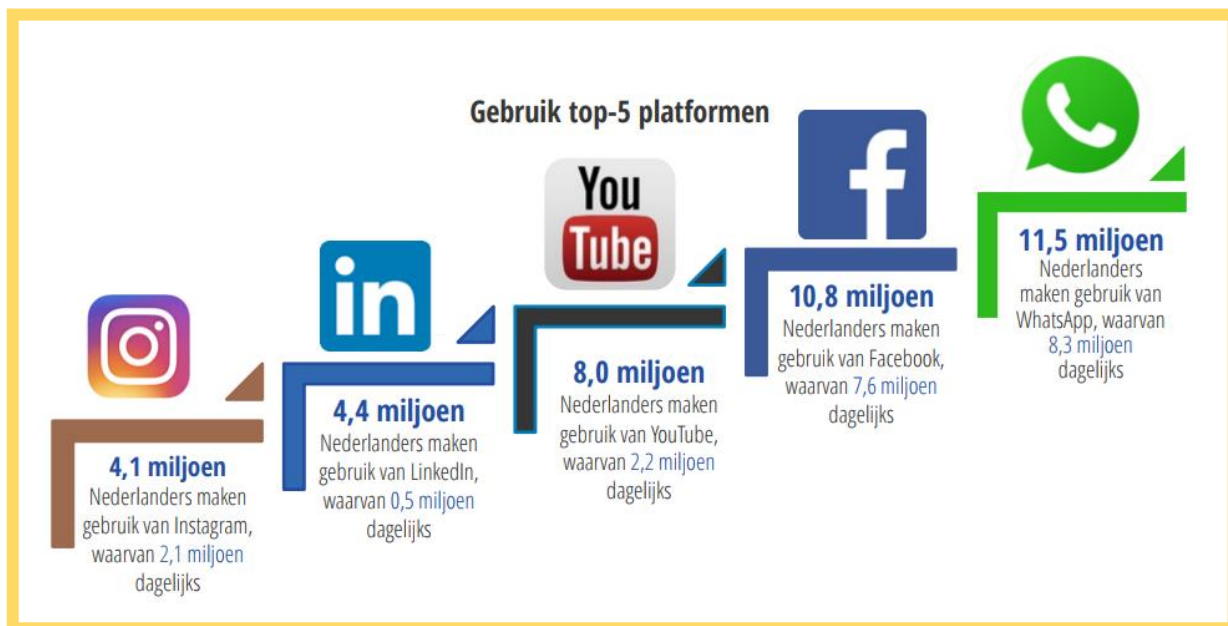 Gebruik top-5 platformen
You
Tube
in
f
4,1 miljoen
Nederlanders maken
gebruik van Instagram,
waarvan 2,1 miljoen
dagelijks
4,4 miljoen
Nederlanders maken
gebruik van LinkedIn,
waarvan 0,5 miljoen
dagelijks
8,0 miljoen
Nederlanders maken
gebruik van YouTube,
waarvan 2,2 miljoen
dagelijks
10,8 miljoen
Nederlanders maken
gebruik van Facebook,
waarvan 7,6 miljoen
dagelijks
11,5 miljoen
Nederlanders
maken gebruik van
WhatsApp, waarvan
8,3 miljoen
dagelijks